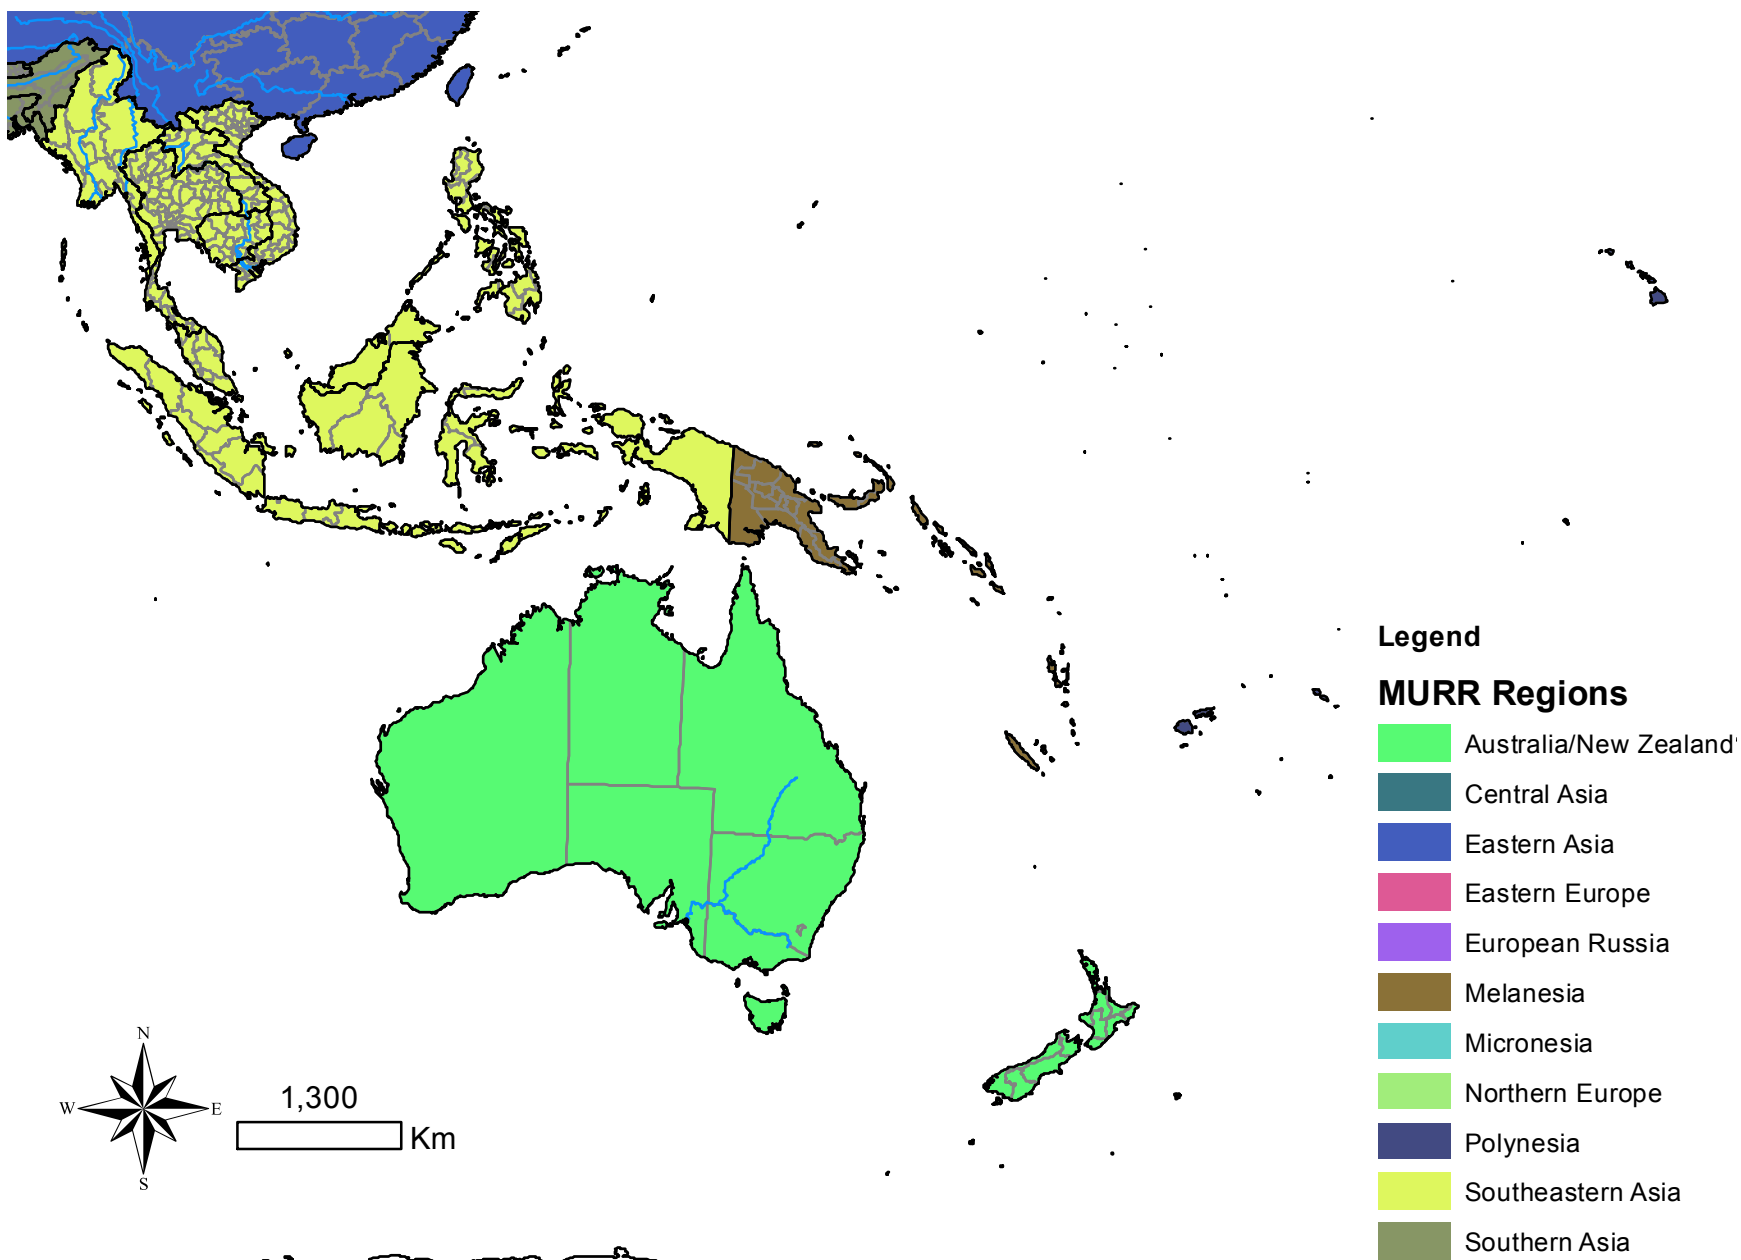 Legend
MURR Regions
Australia/New Zealand
Central Asia
Eastern Asia
Eastern Europe
European Russia
Melanesia
Micronesia
Northern Europe
Polynesia
Southeastern Asia
Southern Asia
N
W
E
S
1,300
Km